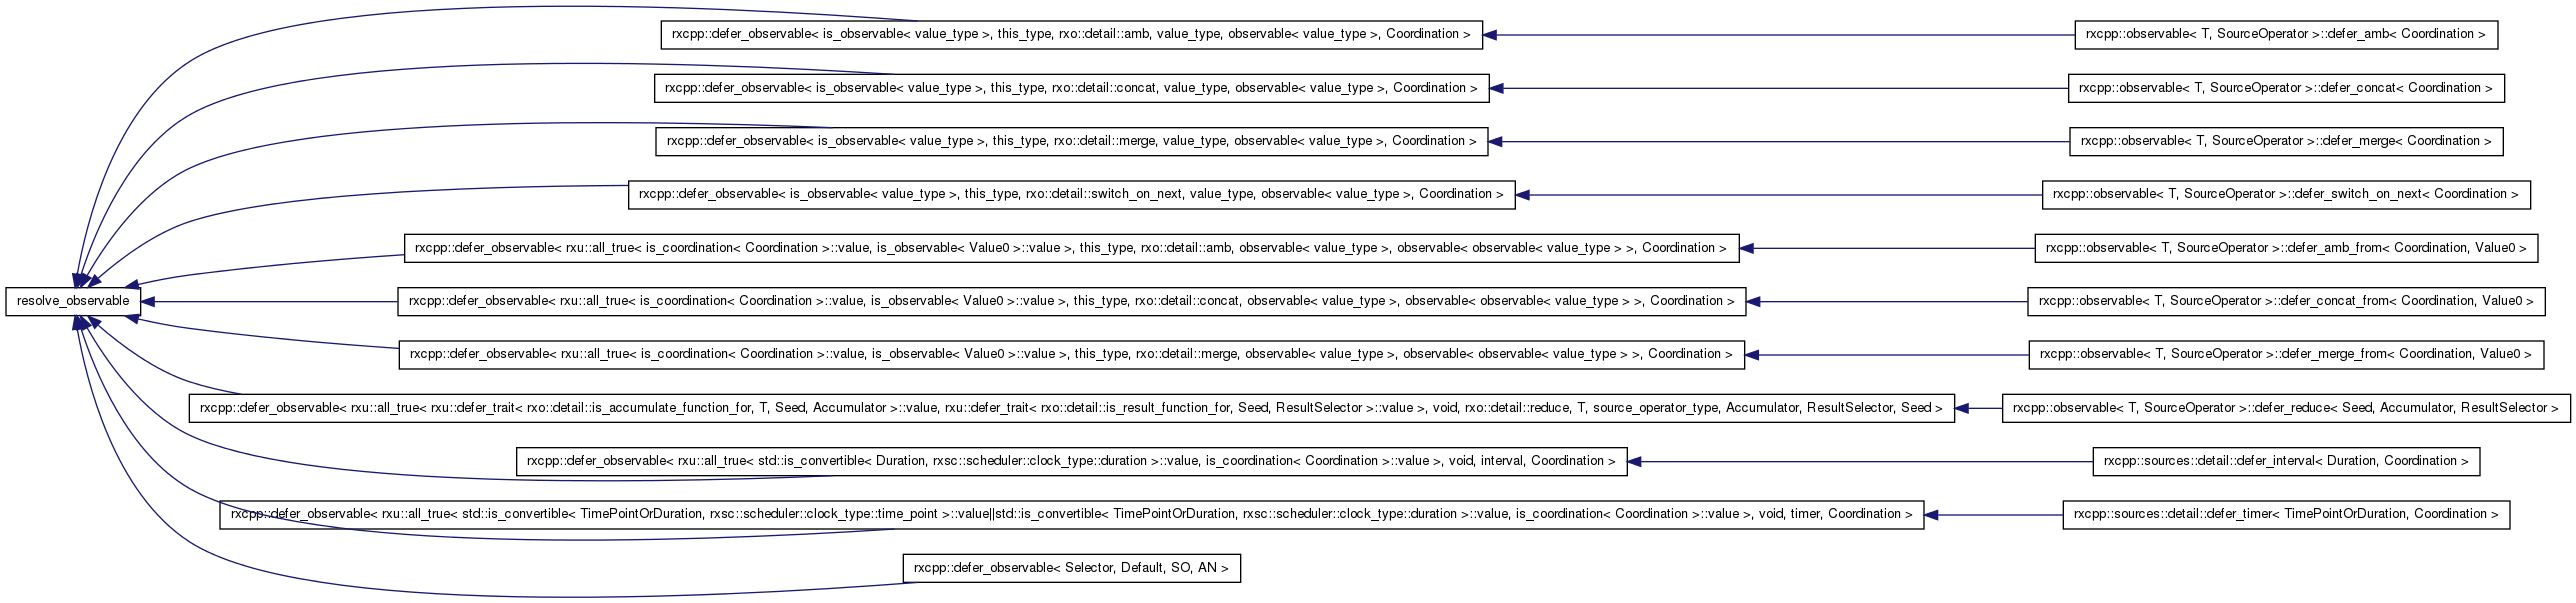 rxcpp::defer_observable< is_observable< value_type >, this_type, rxo::detail::amb, value_type, observable< value_type >, Coordination >
rxcpp::observable< T, SourceOperator >::defer_amb< Coordination >
rxcpp::defer_observable< is_observable< value_type >, this_type, rxo::detail::concat, value_type, observable< value_type >, Coordination >
rxcpp::observable< T, SourceOperator >::defer_concat< Coordination >
rxcpp::defer_observable< is_observable< value_type >, this_type, rxo::detail::merge, value_type, observable< value_type >, Coordination >
rxcpp::observable< T, SourceOperator >::defer_merge< Coordination >
rxcpp::defer_observable< is_observable< value_type >, this_type, rxo::detail::switch_on_next, value_type, observable< value_type >, Coordination >
rxcpp::observable< T, SourceOperator >::defer_switch_on_next< Coordination >
rxcpp::defer_observable< rxu::all_true< is_coordination< Coordination >::value, is_observable< Value0 >::value >, this_type, rxo::detail::amb, observable< value_type >, observable< observable< value_type > >, Coordination >
rxcpp::observable< T, SourceOperator >::defer_amb_from< Coordination, Value0 >
resolve_observable
rxcpp::defer_observable< rxu::all_true< is_coordination< Coordination >::value, is_observable< Value0 >::value >, this_type, rxo::detail::concat, observable< value_type >, observable< observable< value_type > >, Coordination >
rxcpp::observable< T, SourceOperator >::defer_concat_from< Coordination, Value0 >
rxcpp::defer_observable< rxu::all_true< is_coordination< Coordination >::value, is_observable< Value0 >::value >, this_type, rxo::detail::merge, observable< value_type >, observable< observable< value_type > >, Coordination >
rxcpp::observable< T, SourceOperator >::defer_merge_from< Coordination, Value0 >
rxcpp::defer_observable< rxu::all_true< rxu::defer_trait< rxo::detail::is_accumulate_function_for, T, Seed, Accumulator >::value, rxu::defer_trait< rxo::detail::is_result_function_for, Seed, ResultSelector >::value >, void, rxo::detail::reduce, T, source_operator_type, Accumulator, ResultSelector, Seed >
rxcpp::observable< T, SourceOperator >::defer_reduce< Seed, Accumulator, ResultSelector >
rxcpp::defer_observable< rxu::all_true< std::is_convertible< Duration, rxsc::scheduler::clock_type::duration >::value, is_coordination< Coordination >::value >, void, interval, Coordination >
rxcpp::sources::detail::defer_interval< Duration, Coordination >
rxcpp::defer_observable< rxu::all_true< std::is_convertible< TimePointOrDuration, rxsc::scheduler::clock_type::time_point >::value||std::is_convertible< TimePointOrDuration, rxsc::scheduler::clock_type::duration >::value, is_coordination< Coordination >::value >, void, timer, Coordination >
rxcpp::sources::detail::defer_timer< TimePointOrDuration, Coordination >
rxcpp::defer_observable< Selector, Default, SO, AN >